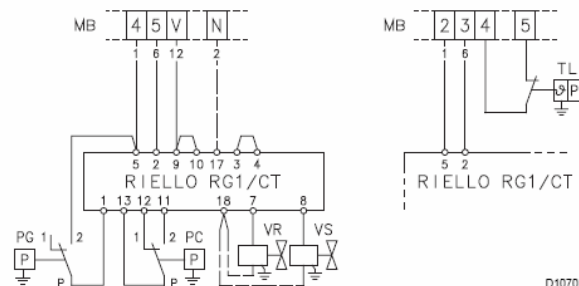 MB 4 5 V N
1 6 12 2
5 2 9 10 17 3 4
RIELLO RG1/CT
1 13 12 11 18 7 8
PG 1 2 1 2 PC VR VS
P P
P P
MB 2 3 4 5
1 6
TL
ϑ P
5 2
RIELLO RG1/CT
D1070